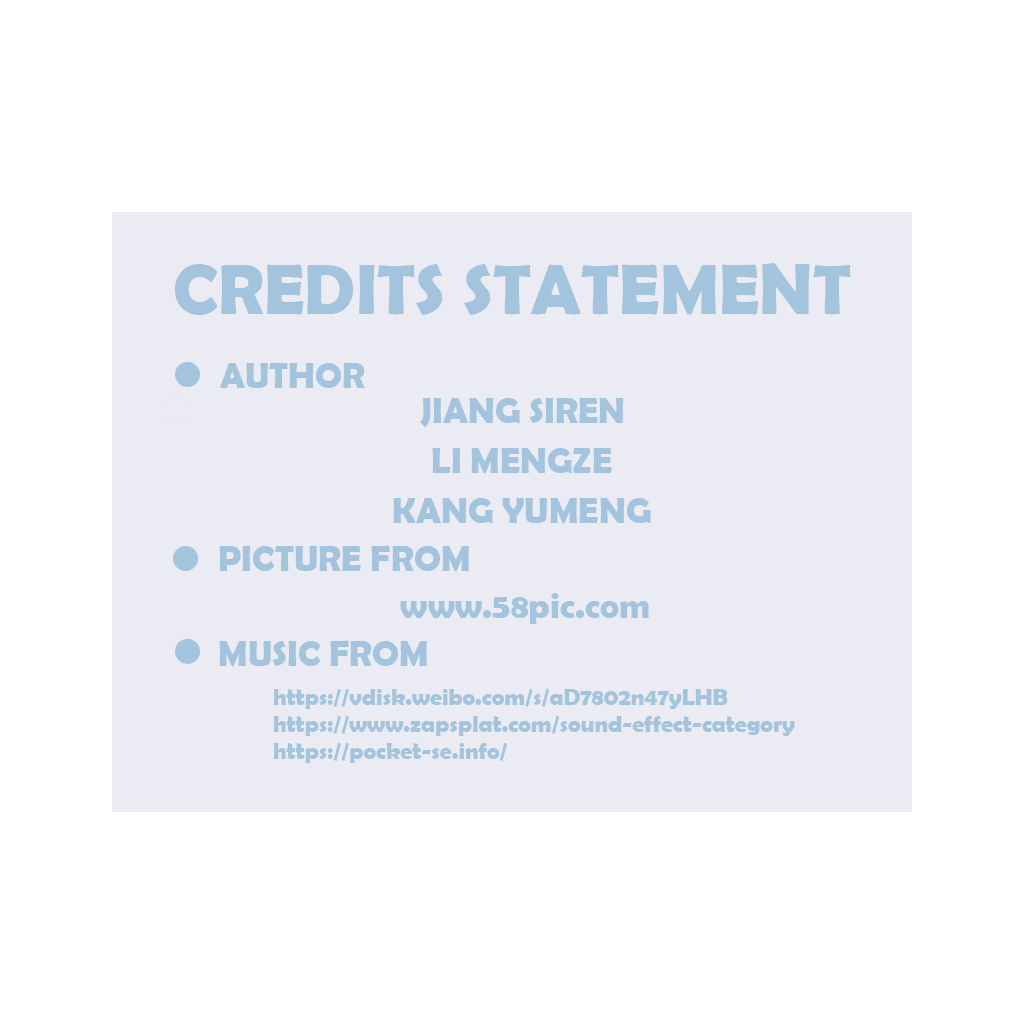 CREDITS STATEMENT
AUTHOR
JIANG SIREN
LI MENGZE
KANG YUMENG
PICTURE FROM
www.58pic.com
MUSIC FROM
https://vdisk.weibo.com/s/aD7802n47yLHB
https://www.zapsplat.com/sound-effect-category
https://pocket-se.info/